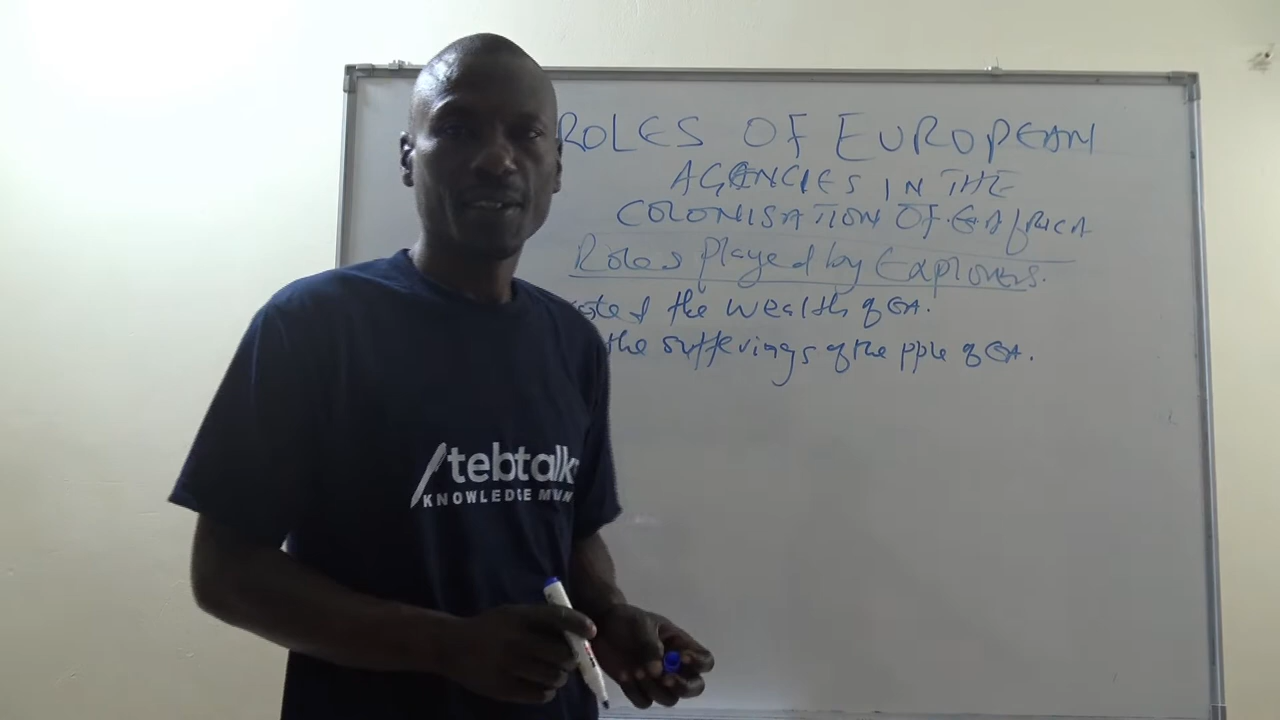 ROLES OF EUROPEAN
AGENCIES IN THE
COLONISATION OF E. AfRICA
Roles played by Explorers.
the wealth of EA.
the sufferings of the pple of EA.
tebtalk
KNOWLEDGE